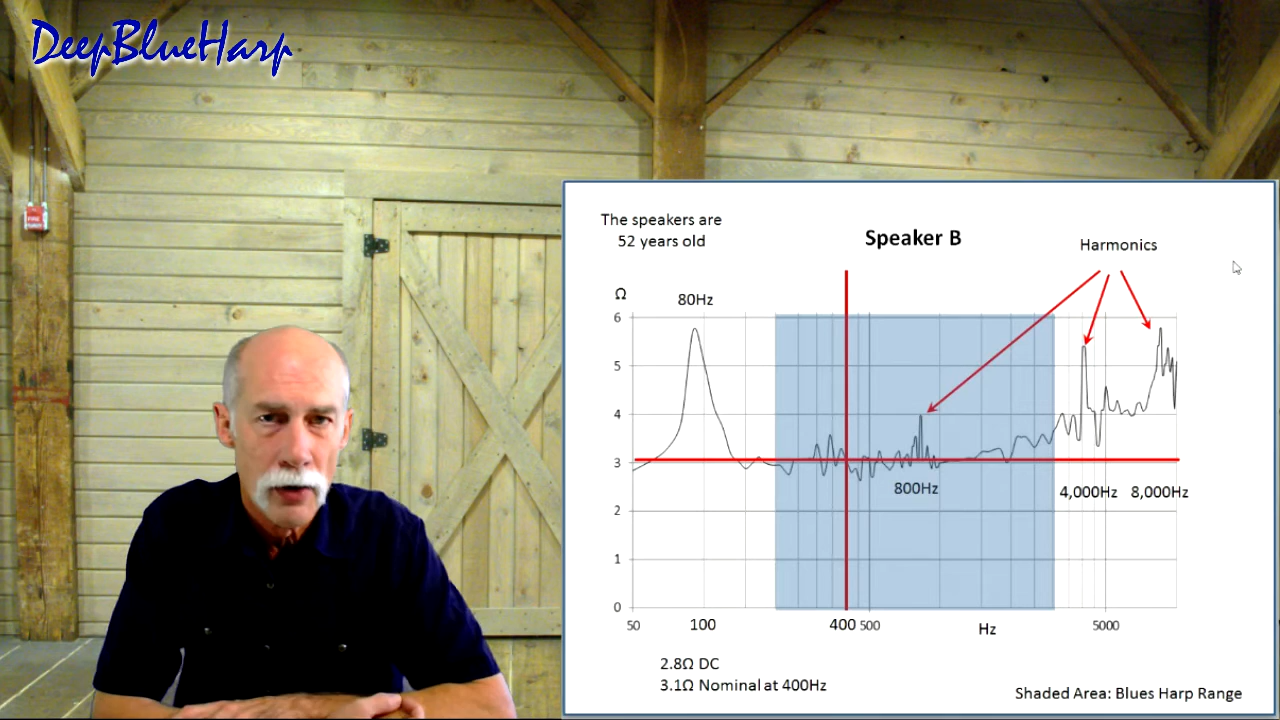 DeepBlueHarp
FIRE
The speakers are
52 years old
Speaker B
Harmonics
Ω
80Hz
6
5
4
3
2
1
0
800Hz
4,000Hz
8,000Hz
50
100
400
500
Hz
5000
2.8Ω DC
3.1Ω Nominal at 400Hz
Shaded Area: Blues Harp Range